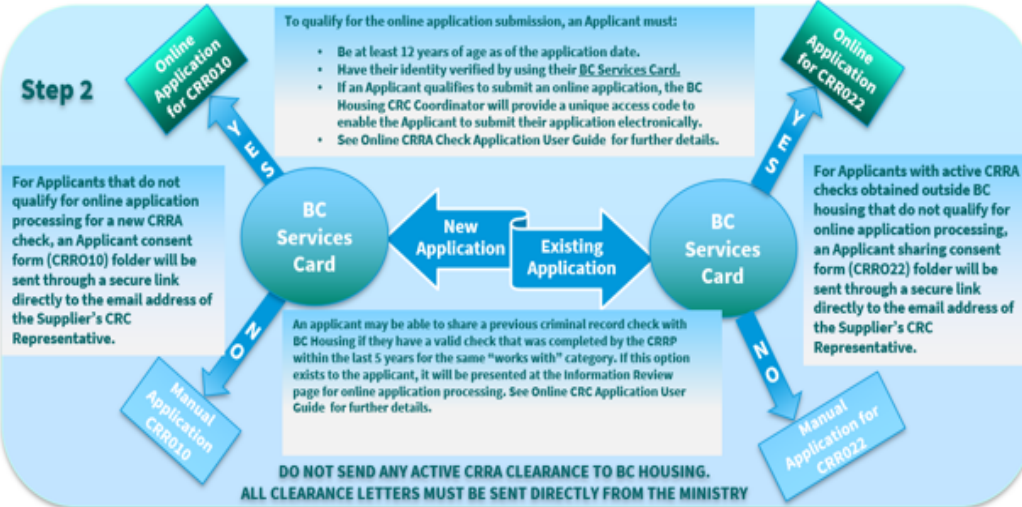 To qualify for the online application submission, an Applicant must:
• Be at least 12 years of age as of the application date.
• Have their identity verified by using their BC Services Card.
• If an Applicant qualifies to submit an online application, the BC
Housing CRC Coordinator will provide a unique access code to
enable the Applicant to submit their application electronically.
• See Online CRRA Check Application User Guide for further details.
Step 2
Online
Application
for CRR010
Online
Application
for CRR022
YES
YES
For Applicants that do not
qualify for online application
processing for a new CRRA
check, an Applicant consent
form (CRRO10) folder will be
sent through a secure link
directly to the email address of
the Supplier's CRC
Representative.
BC
Services
Card
New
Application
Existing
Application
BC
Services
Card
For Applicants with active CRRA
checks obtained outside BC
housing that do not qualify for
online application processing,
an Applicant sharing consent
form (CRRO22) folder will be
sent through a secure link
directly to the email address of
the Supplier's CRC
Representative.
NO
NO
An applicant may be able to share a previous criminal record check with
BC Housing if they have a valid check that was completed by the CRRP
within the last 5 years for the same "works with" category. If this option
exists to the applicant, it will be presented at the Information Review
page for online application processing. See Online CRC Application User
Guide for further details.
Manual
Application
CRR010
Manual
Application for
CRR022
DO NOT SEND ANY ACTIVE CRRA CLEARANCE TO BC HOUSING.
ALL CLEARANCE LETTERS MUST BE SENT DIRECTLY FROM THE MINISTRY